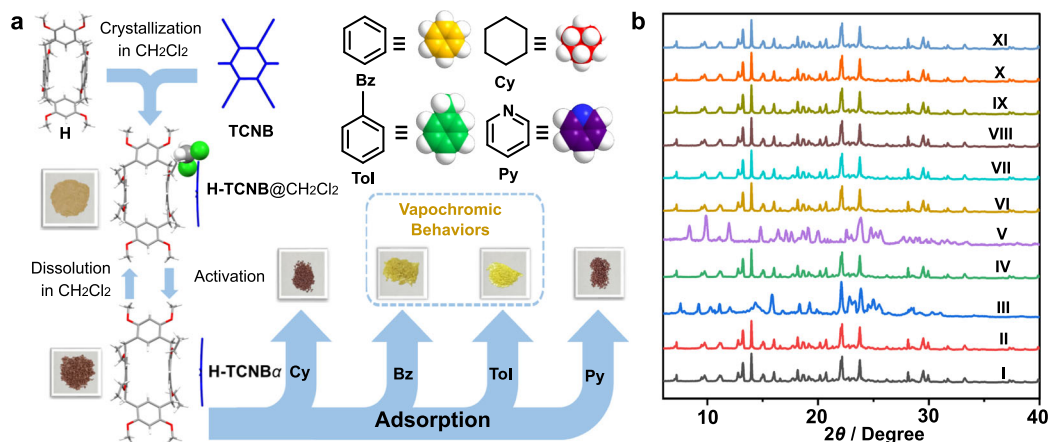 a
Crystallization
in CH2Cl2
H
TCNB
Bz
Cy
Tol
N
Py
H-TCNB@CH2Cl2
Vapochromic
Behaviors
Dissolution
in CH2Cl2
Activation
H-TCNBα
Cy
Bz
Tol
Py
Adsorption
b
XI
X
IX
VIII
VII
VI
V
IV
III
II
I
10
20
30
40
2θ / Degree